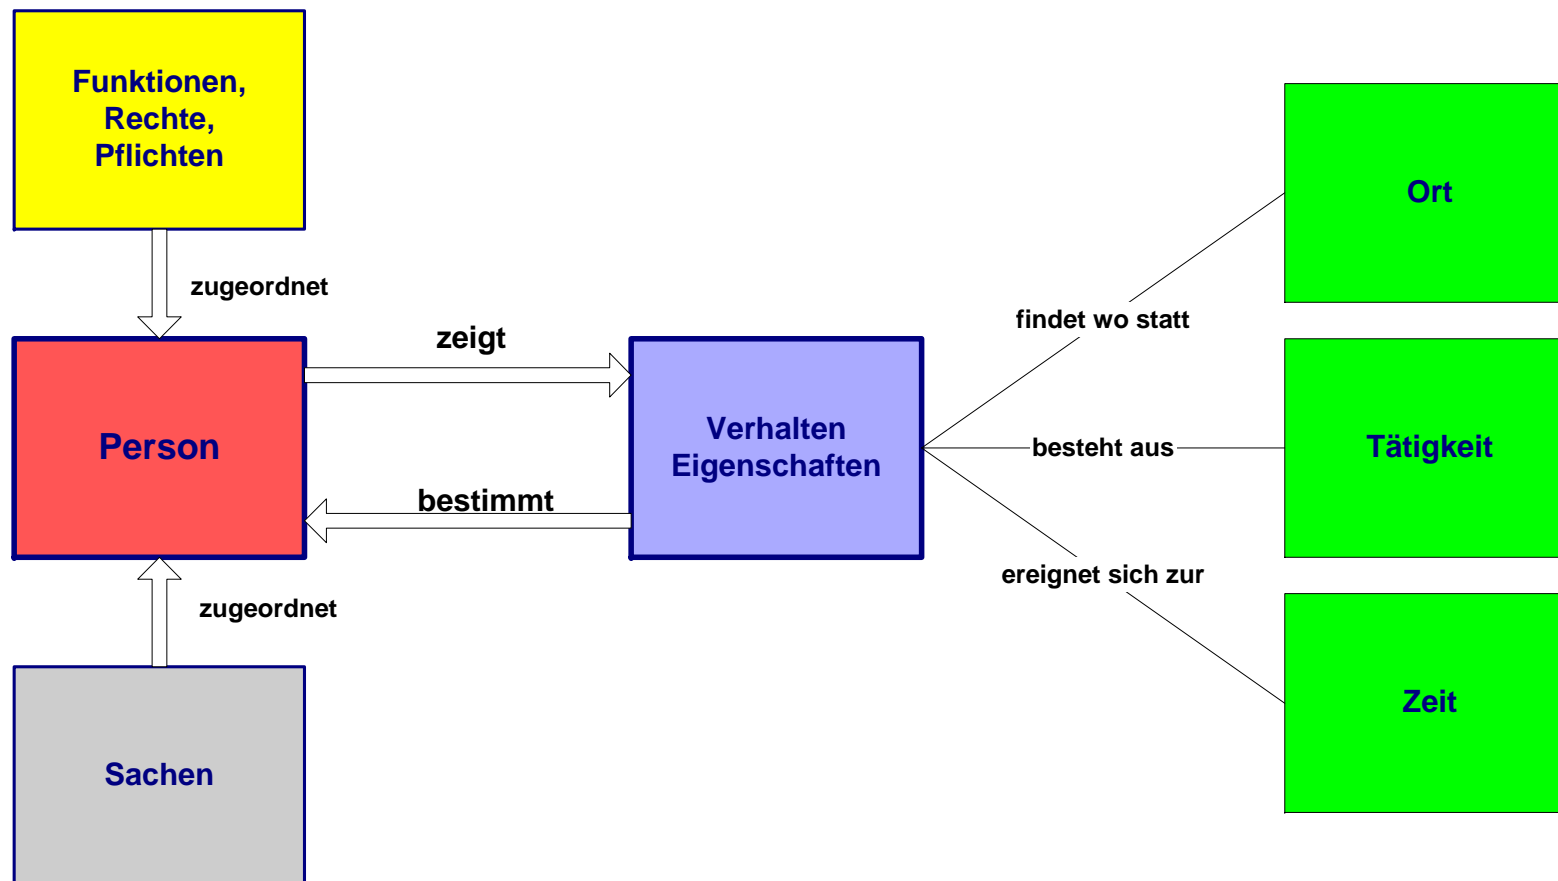 Funktionen,
Rechte,
Pflichten
zugeordnet
Person
zeigt
bestimmt
zugeordnet
Sachen
Verhalten
Eigenschaften
findet wo statt
besteht aus
ereignet sich zur
Ort
Tätigkeit
Zeit